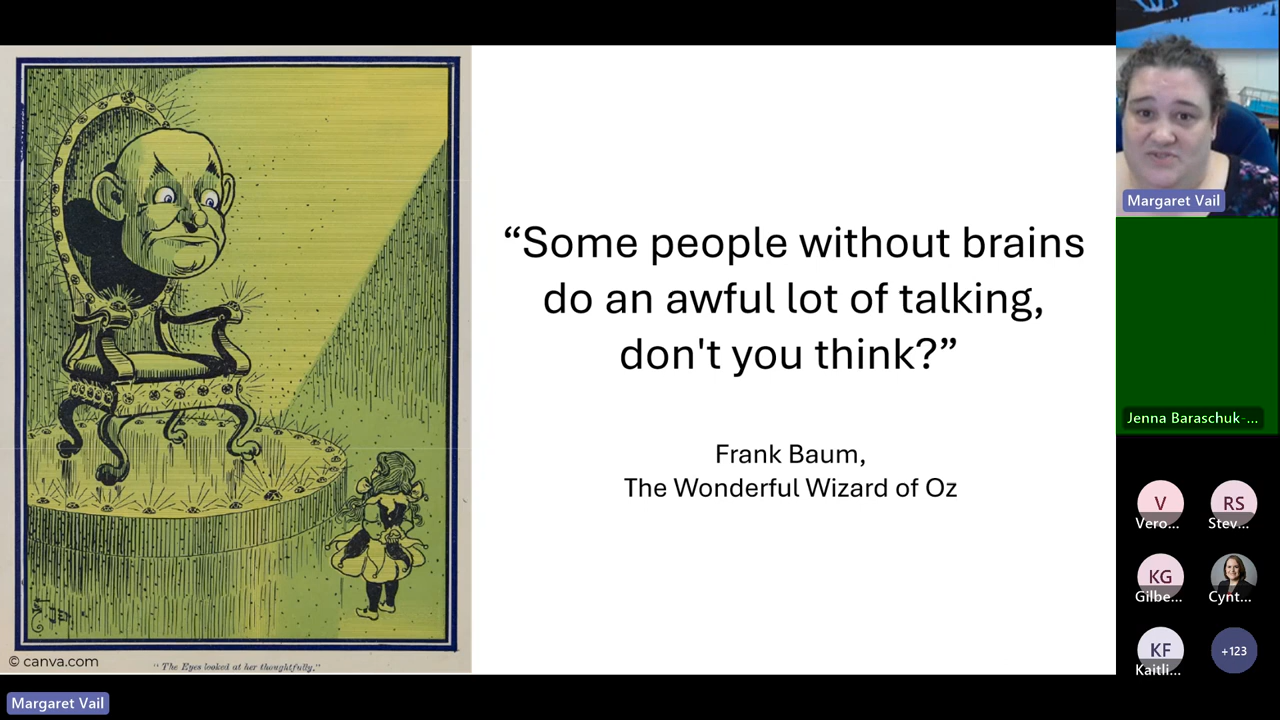 “Some people without brains
do an awful lot of talking,
don't you think?”
Frank Baum,
The Wonderful Wizard of Oz
© canva.com
“The Eyes looked at her thoughtfully.”
Margaret Vail
Margaret Vail
Jenna Baraschuk-...
V
Vero...
RS
Stev...
KG
Gilbe...
Cynt...
KF
Kaitli...
+123